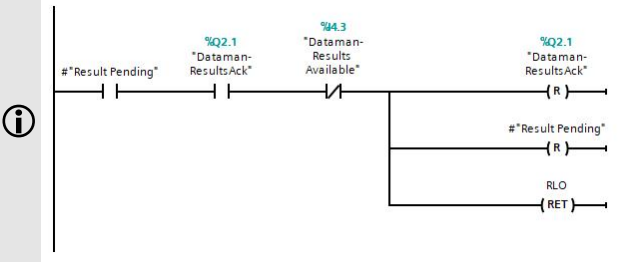 %Q2.1
"Dataman-
ResultsAck"
%I4.3
"Dataman-
Results
Available"
%Q2.1
"Dataman-
ResultsAck"
#"Result Pending"
R
#"Result Pending"
R
RLO
RET